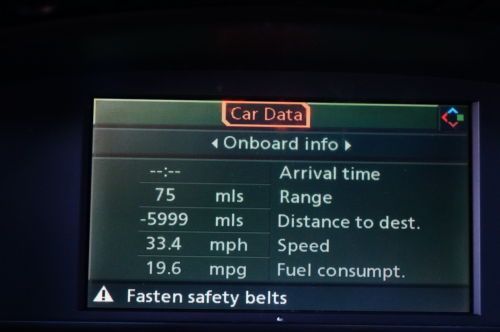 Car Data
Onboard info
--:-- Arrival time
75 mls Range
-5999 mls Distance to dest.
33.4 mph Speed
19.6 mpg Fuel consumpt.
Fasten safety belts